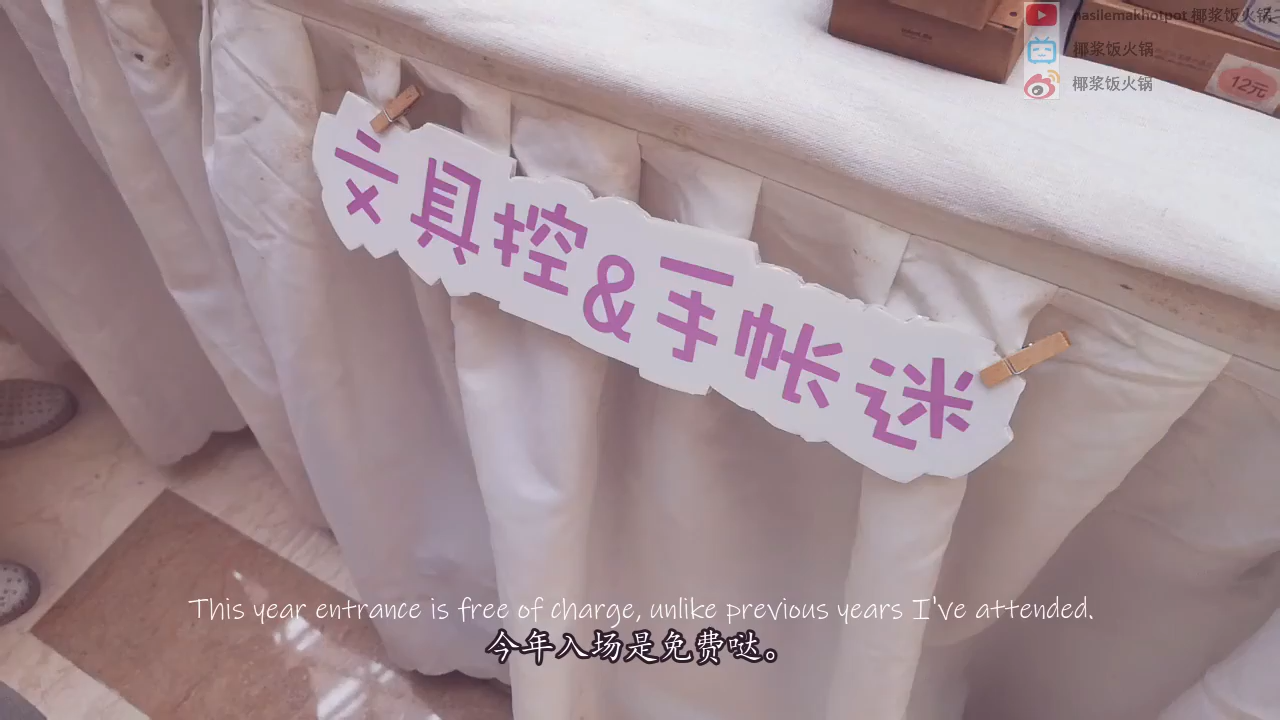 nasilemakhotpot 椰浆饭火锅
椰浆饭火锅
椰浆饭火锅
12元
文具控&手帐谜
This year entrance is free of charge, unlike previous years I've attended.
今年入场是免费哒。